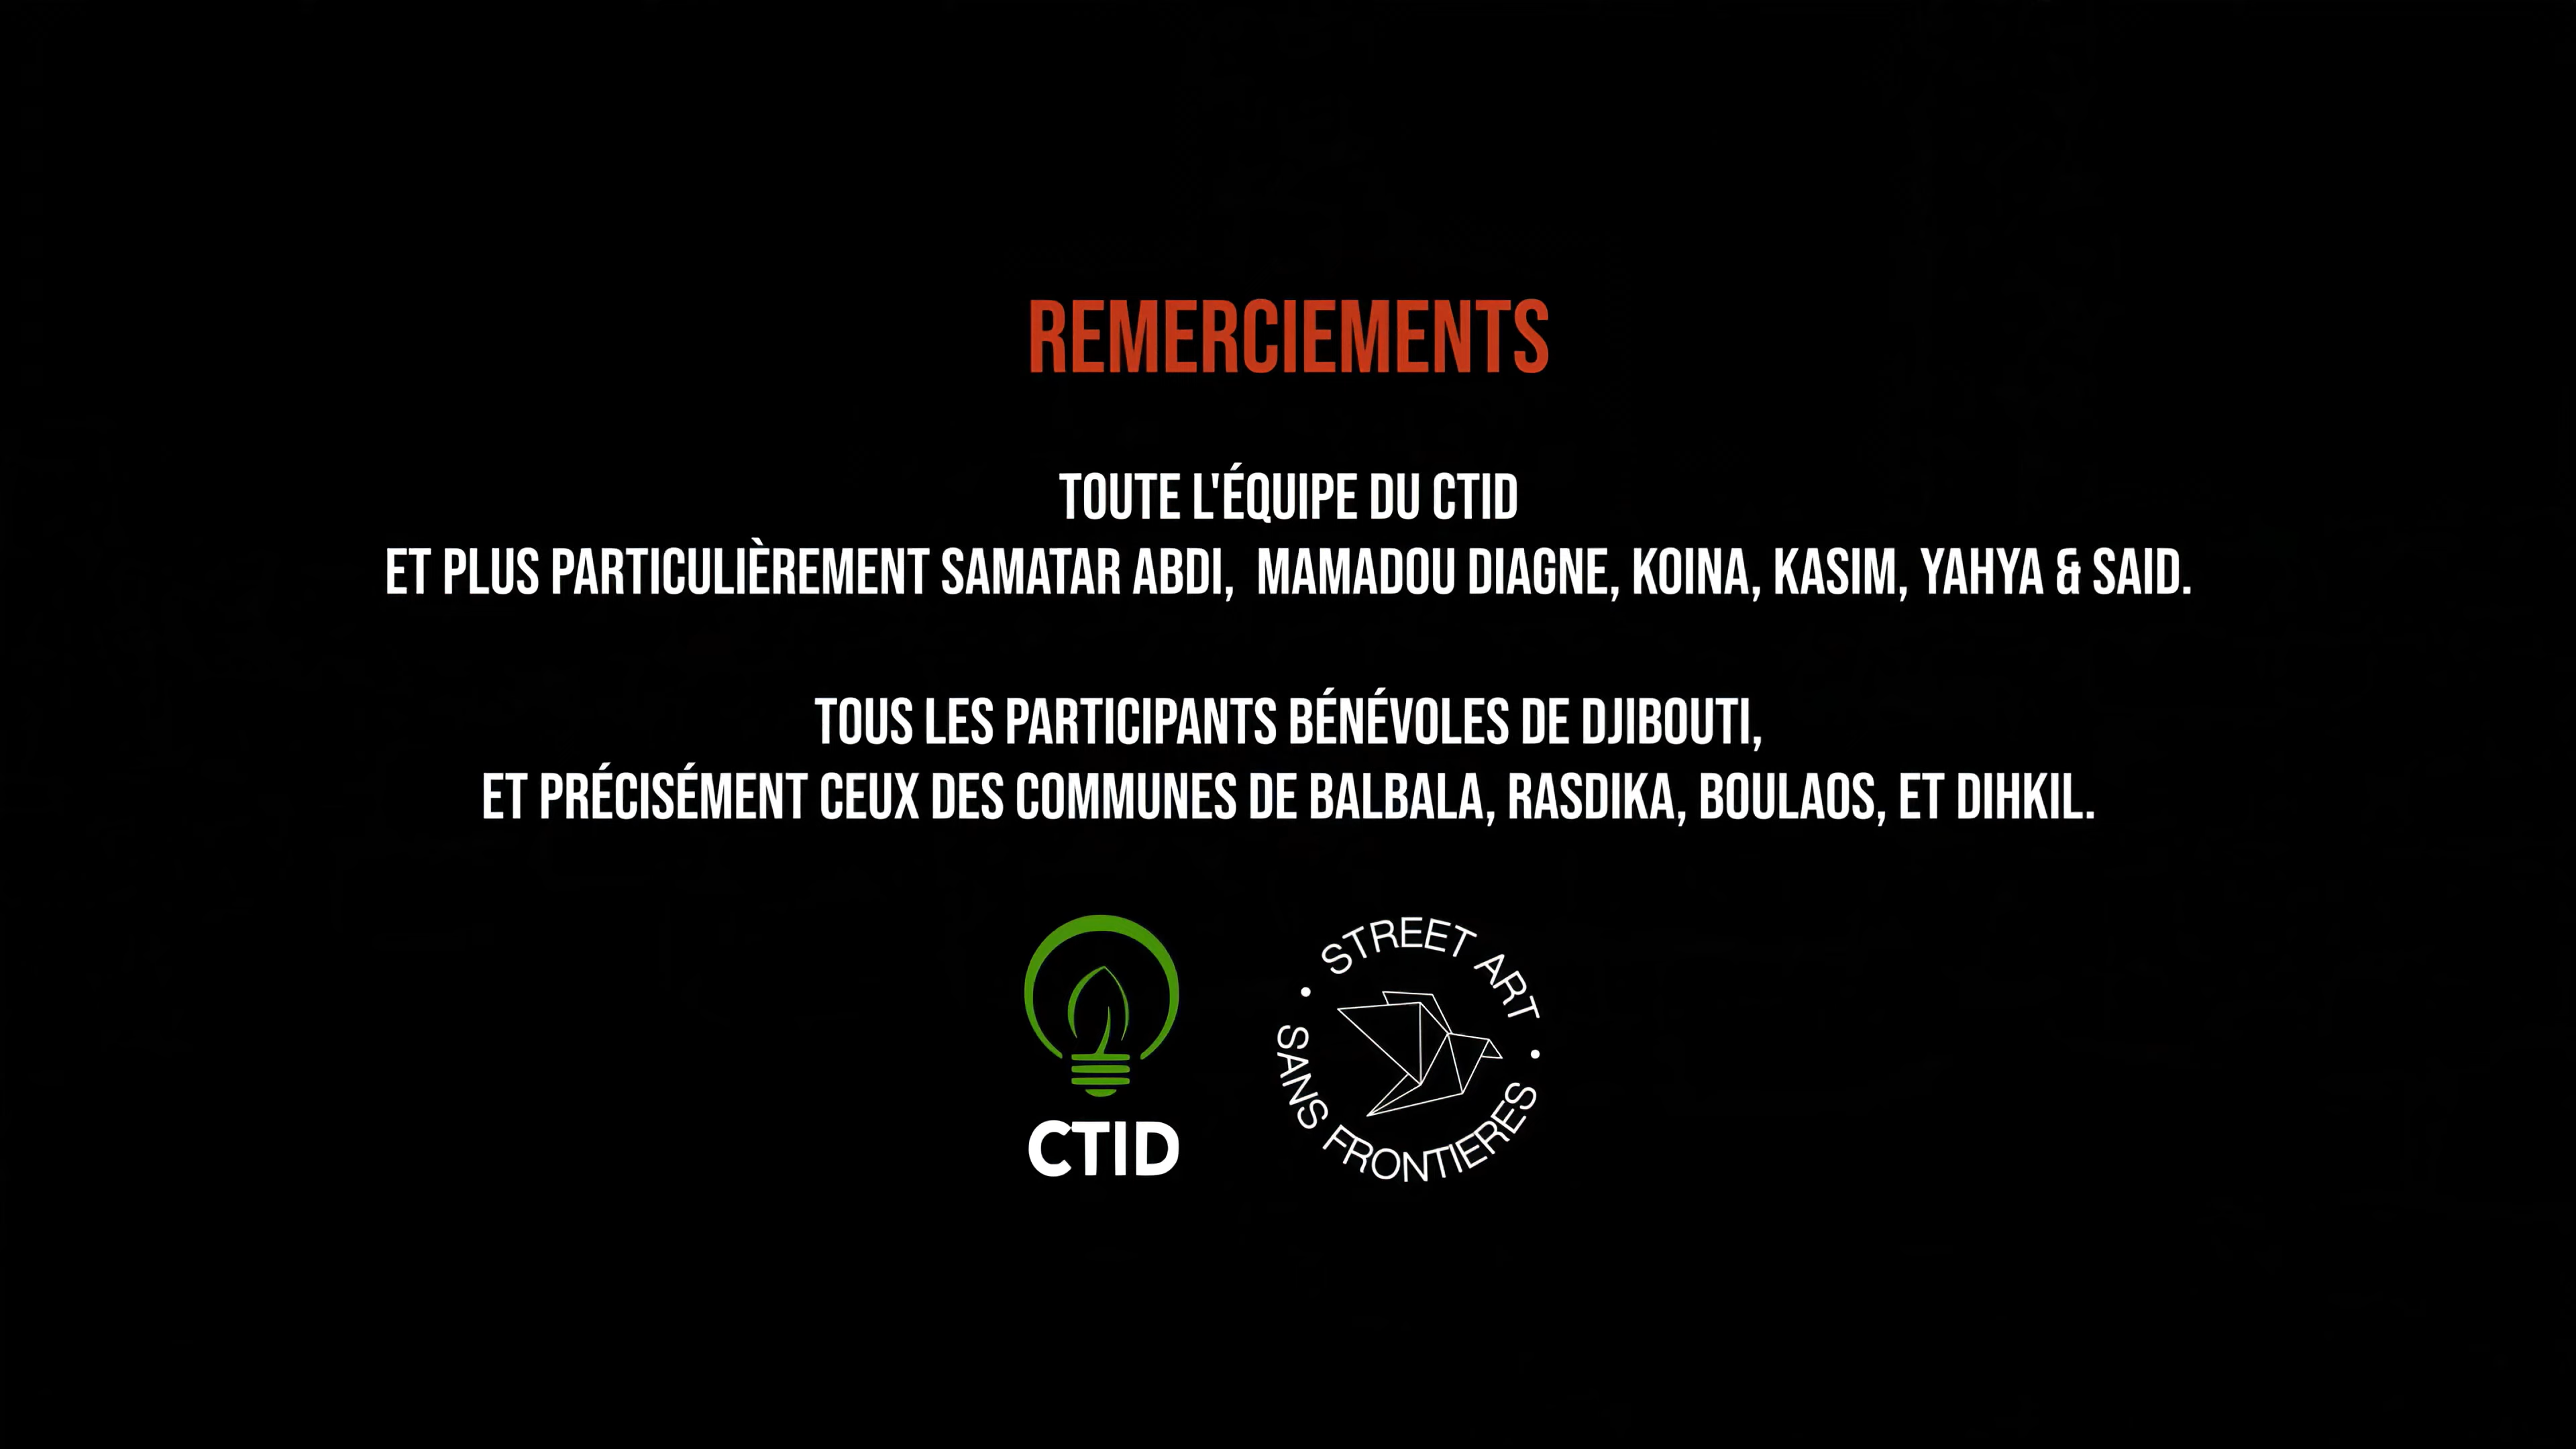 REMERCIEMENTS
TOUTE L'ÉQUIPE DU CTID
ET PLUS PARTICULIÈREMENT SAMATAR ABDI, MAMADOU DIAGNE, KOINA, KASIM, YAHYA & SAID.
TOUS LES PARTICIPANTS BÉNÉVOLES DE DJIBOUTI,
ET PRÉCISÉMENT CEUX DES COMMUNES DE BALBALA, RASDIKA, BOULAOS, ET DIHKIL.
CTID
• STREET ART •
SANS FRONTIERES